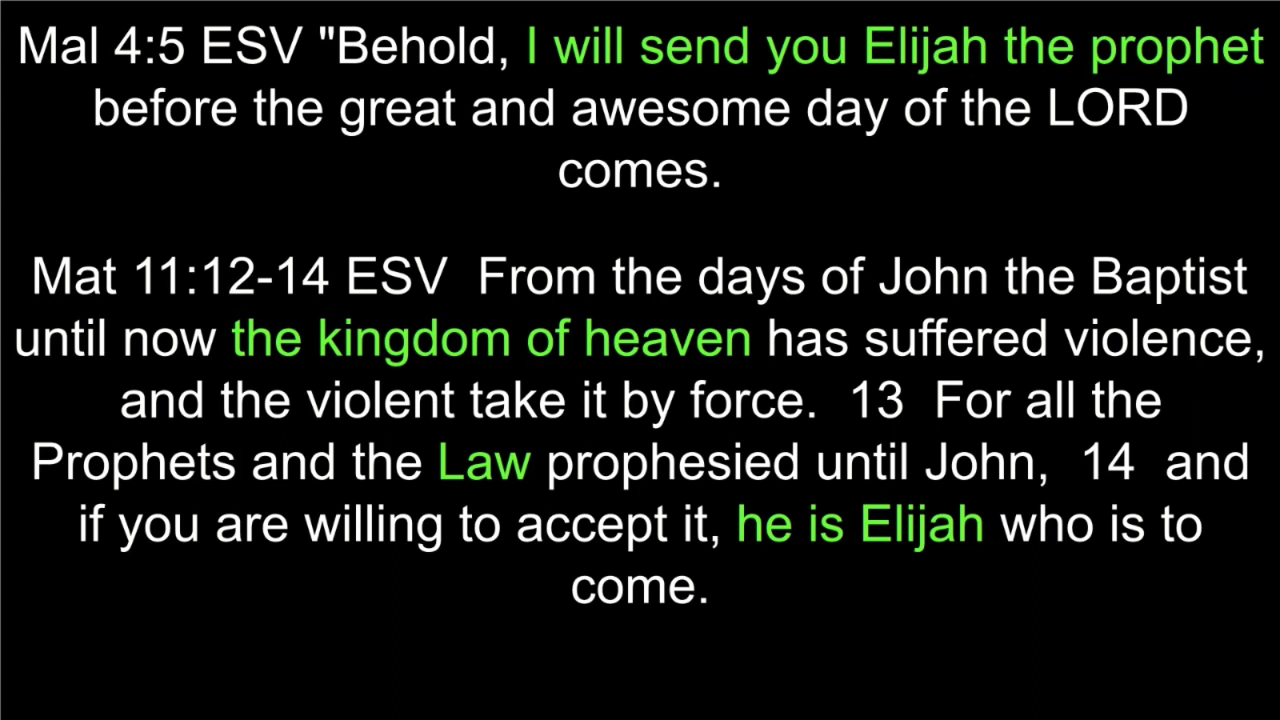 Mal 4:5 ESV "Behold, I will send you Elijah the prophet
before the great and awesome day of the LORD
comes.
Mat 11:12-14 ESV  From the days of John the Baptist
until now the kingdom of heaven has suffered violence,
and the violent take it by force.  13  For all the
Prophets and the Law prophesied until John,  14  and
if you are willing to accept it, he is Elijah who is to
come.